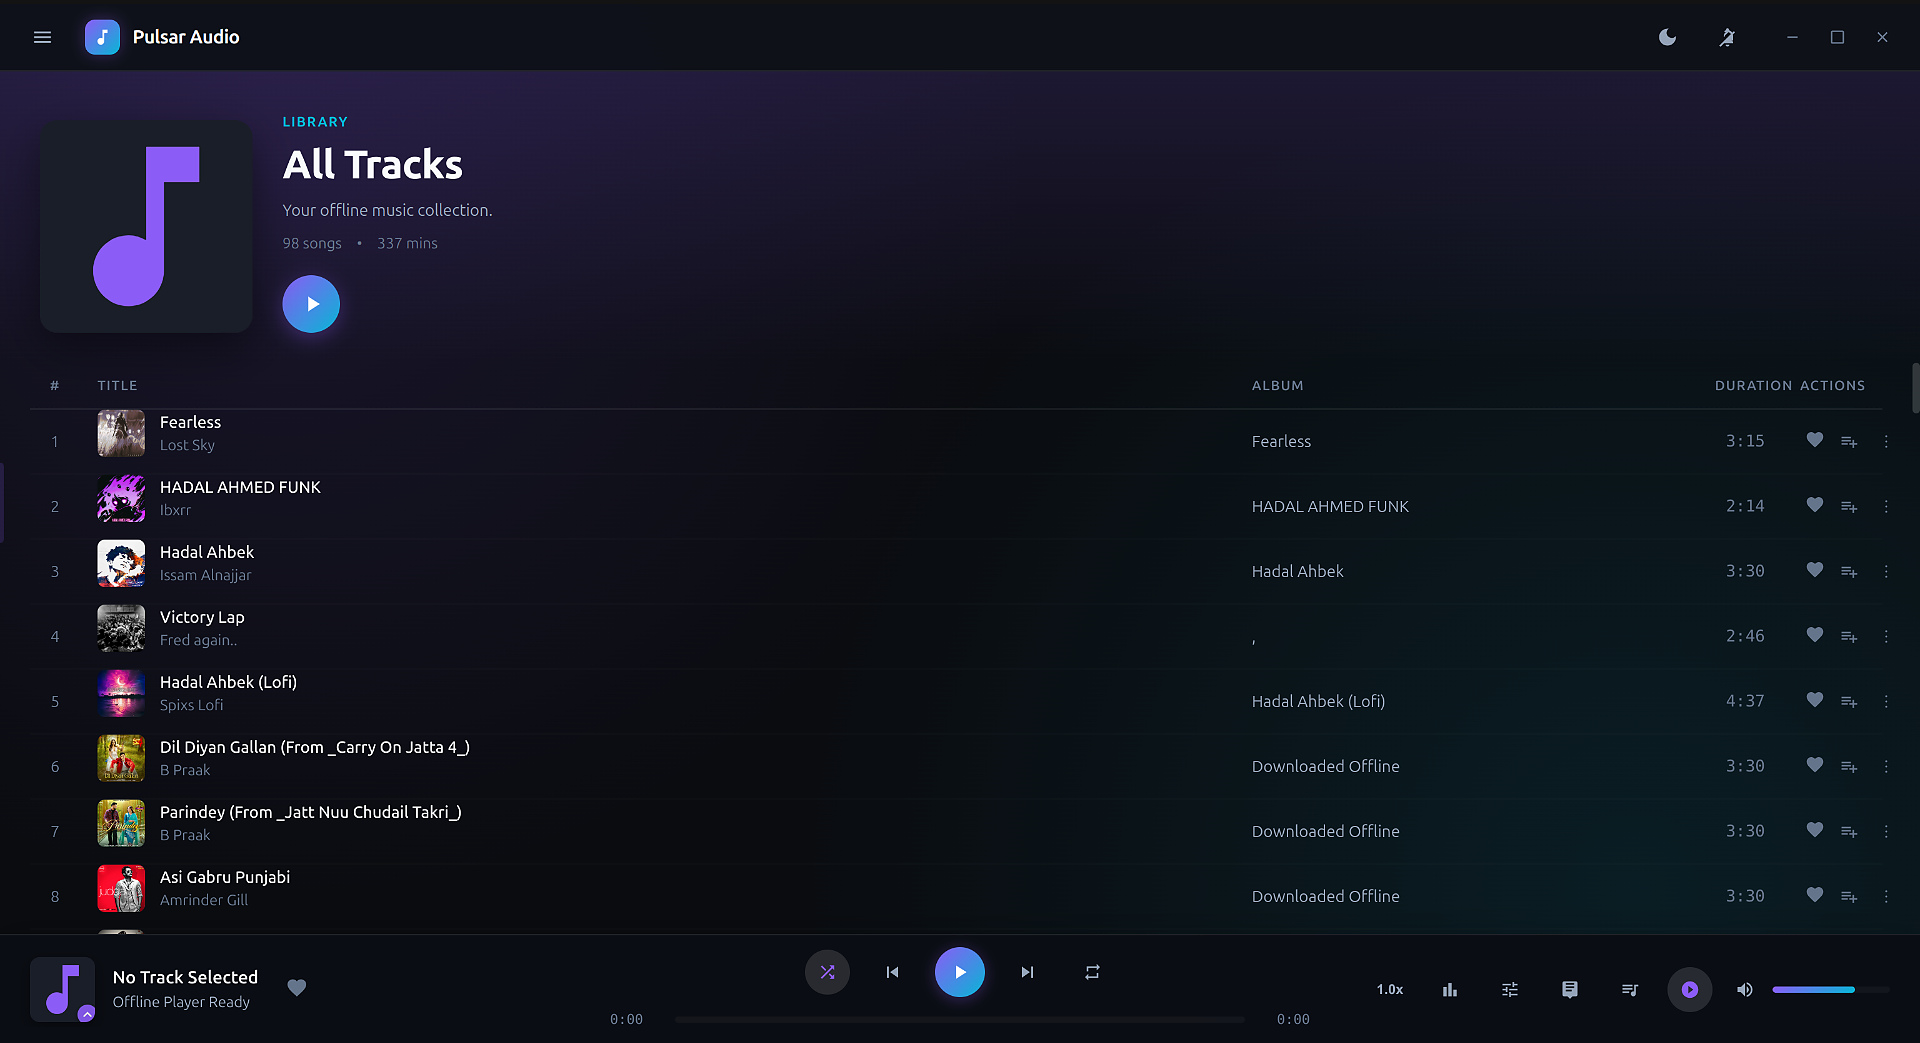 Pulsar Audio
LIBRARY
All Tracks
Your offline music collection.
98 songs • 337 mins
# TITLE ALBUM DURATION ACTIONS
1 Fearless Fearless 3:15
Lost Sky
2 HADAL AHMED FUNK HADAL AHMED FUNK 2:14
Ibxrr
3 Hadal Ahbek Hadal Ahbek 3:30
Issam Alnajjar
4 Victory Lap , 2:46
Fred again..
5 Hadal Ahbek (Lofi) Hadal Ahbek (Lofi) 4:37
Spixs Lofi
6 Dil Diyan Gallan (From _Carry On Jatta 4_) Downloaded Offline 3:30
B Praak
7 Parindey (From _Jatt Nuu Chudail Takri_) Downloaded Offline 3:30
B Praak
8 Asi Gabru Punjabi Downloaded Offline 3:30
Amrinder Gill
No Track Selected
Offline Player Ready
0:00 0:00
1.0x